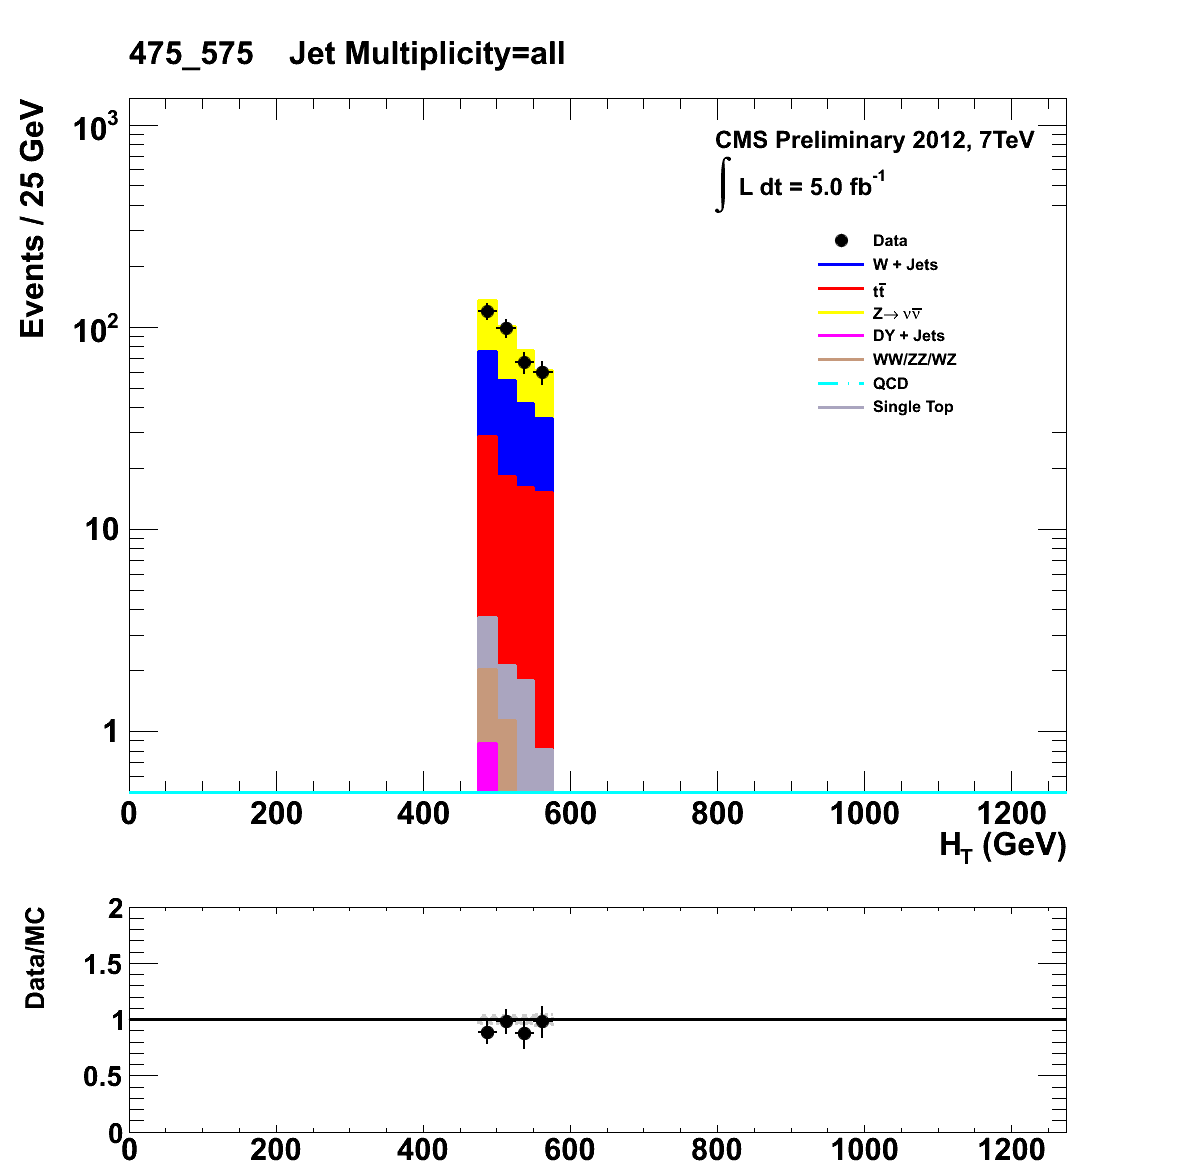 475_575 Jet Multiplicity=all
Events / 25 GeV
10³
10²
10
1
CMS Preliminary 2012, 7TeV
∫ L dt = 5.0 fb⁻¹
Data
W + Jets
tt̅
Z→ νν̅
DY + Jets
WW/ZZ/WZ
QCD
Single Top
0 200 400 600 800 1000 1200
H_T (GeV)
Data/MC
2
1.5
1
0.5
0
0 200 400 600 800 1000 1200